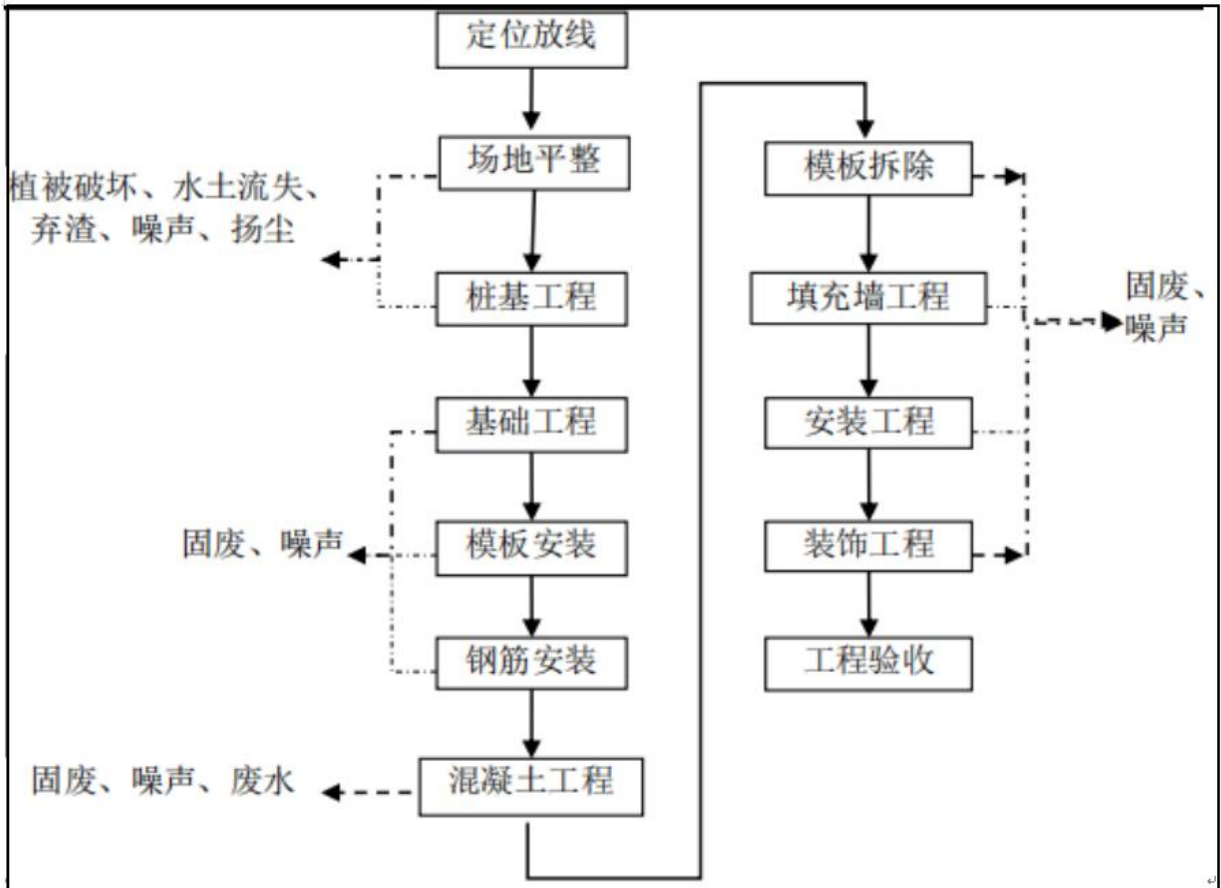 定位放线
场地平整
植被破坏、水土流失、
弃渣、噪声、扬尘
桩基工程
基础工程
固废、噪声
模板安装
钢筋安装
固废、噪声、废水
混凝土工程
模板拆除
填充墙工程
固废、
噪声
安装工程
装饰工程
工程验收